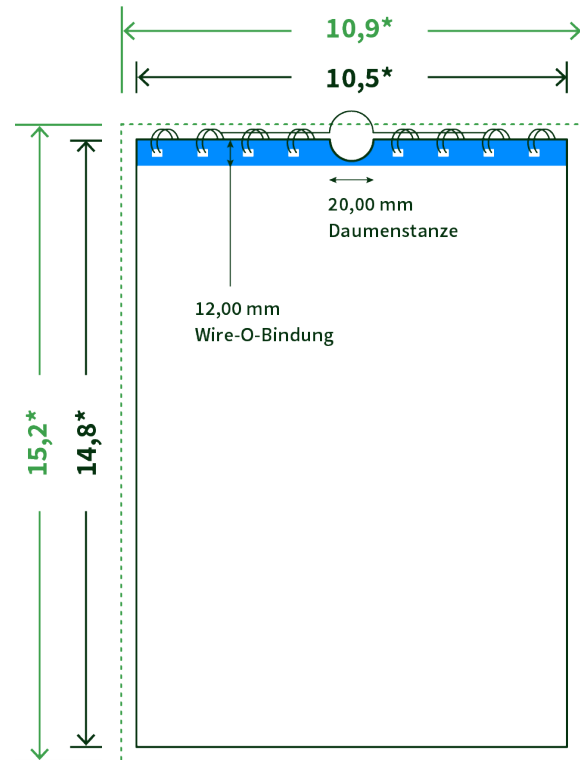 10,9*
10,5*
20,00 mm
Daumenstanze
12,00 mm
Wire-O-Bindung
15,2*
14,8*